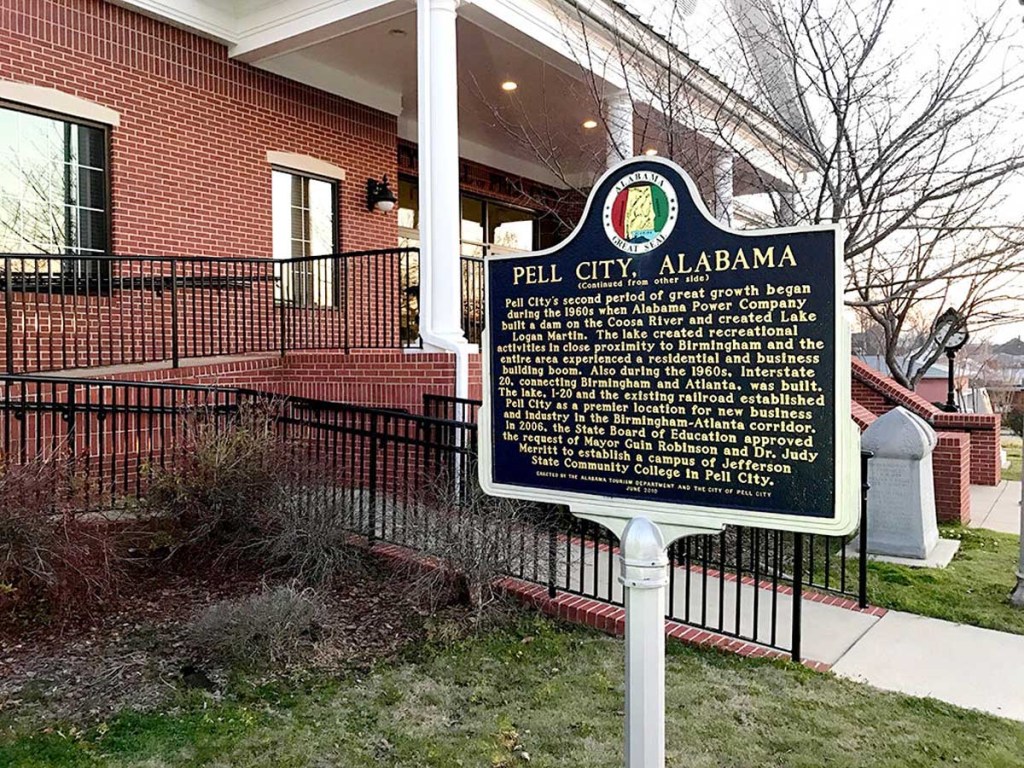 ALABAMA
GREAT SEAL
PELL CITY, ALABAMA
(Continued from other side)
Pell City's second period of great growth began
during the 1960s when Alabama Power Company
built a dam on the Coosa River and created Lake
Logan Martin. The lake created recreational
activities in close proximity to Birmingham and the
entire area experienced a residential and business
building boom. Also during the 1960s, Interstate
20, connecting Birmingham and Atlanta, was built.
The lake, I-20 and the existing railroad established
Pell City as a premier location for new business
and industry in the Birmingham-Atlanta corridor.
In 2006, the State Board of Education approved
the request of Mayor Guin Robinson and Dr. Judy
Merritt to establish a campus of Jefferson
State Community College in Pell City.
ERECTED BY THE ALABAMA TOURISM DEPARTMENT AND THE CITY OF PELL CITY
JUNE 2010